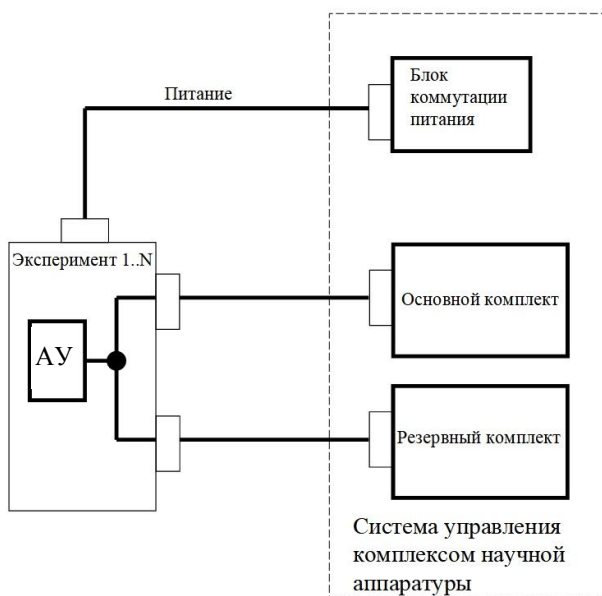 Питание
Блок
коммутации
питания
Эксперимент 1..N
АУ
Основной комплект
Резервный комплект
Система управления
комплексом научной
аппаратуры